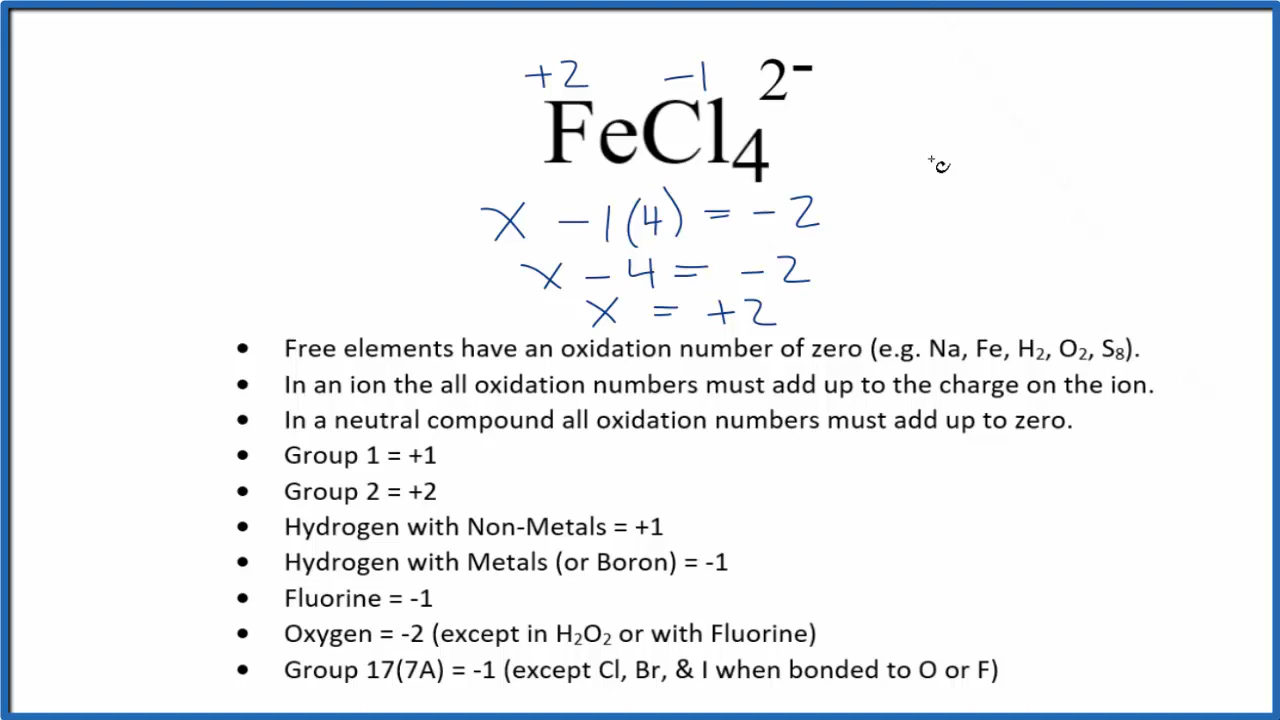 +2 -1
FeCl₄²⁻
x -1(4) = -2
x - 4 = -2
x = +2
• Free elements have an oxidation number of zero (e.g. Na, Fe, H₂, O₂, S₈).
• In an ion the all oxidation numbers must add up to the charge on the ion.
• In a neutral compound all oxidation numbers must add up to zero.
• Group 1 = +1
• Group 2 = +2
• Hydrogen with Non-Metals = +1
• Hydrogen with Metals (or Boron) = -1
• Fluorine = -1
• Oxygen = -2 (except in H₂O₂ or with Fluorine)
• Group 17(7A) = -1 (except Cl, Br, & I when bonded to O or F)